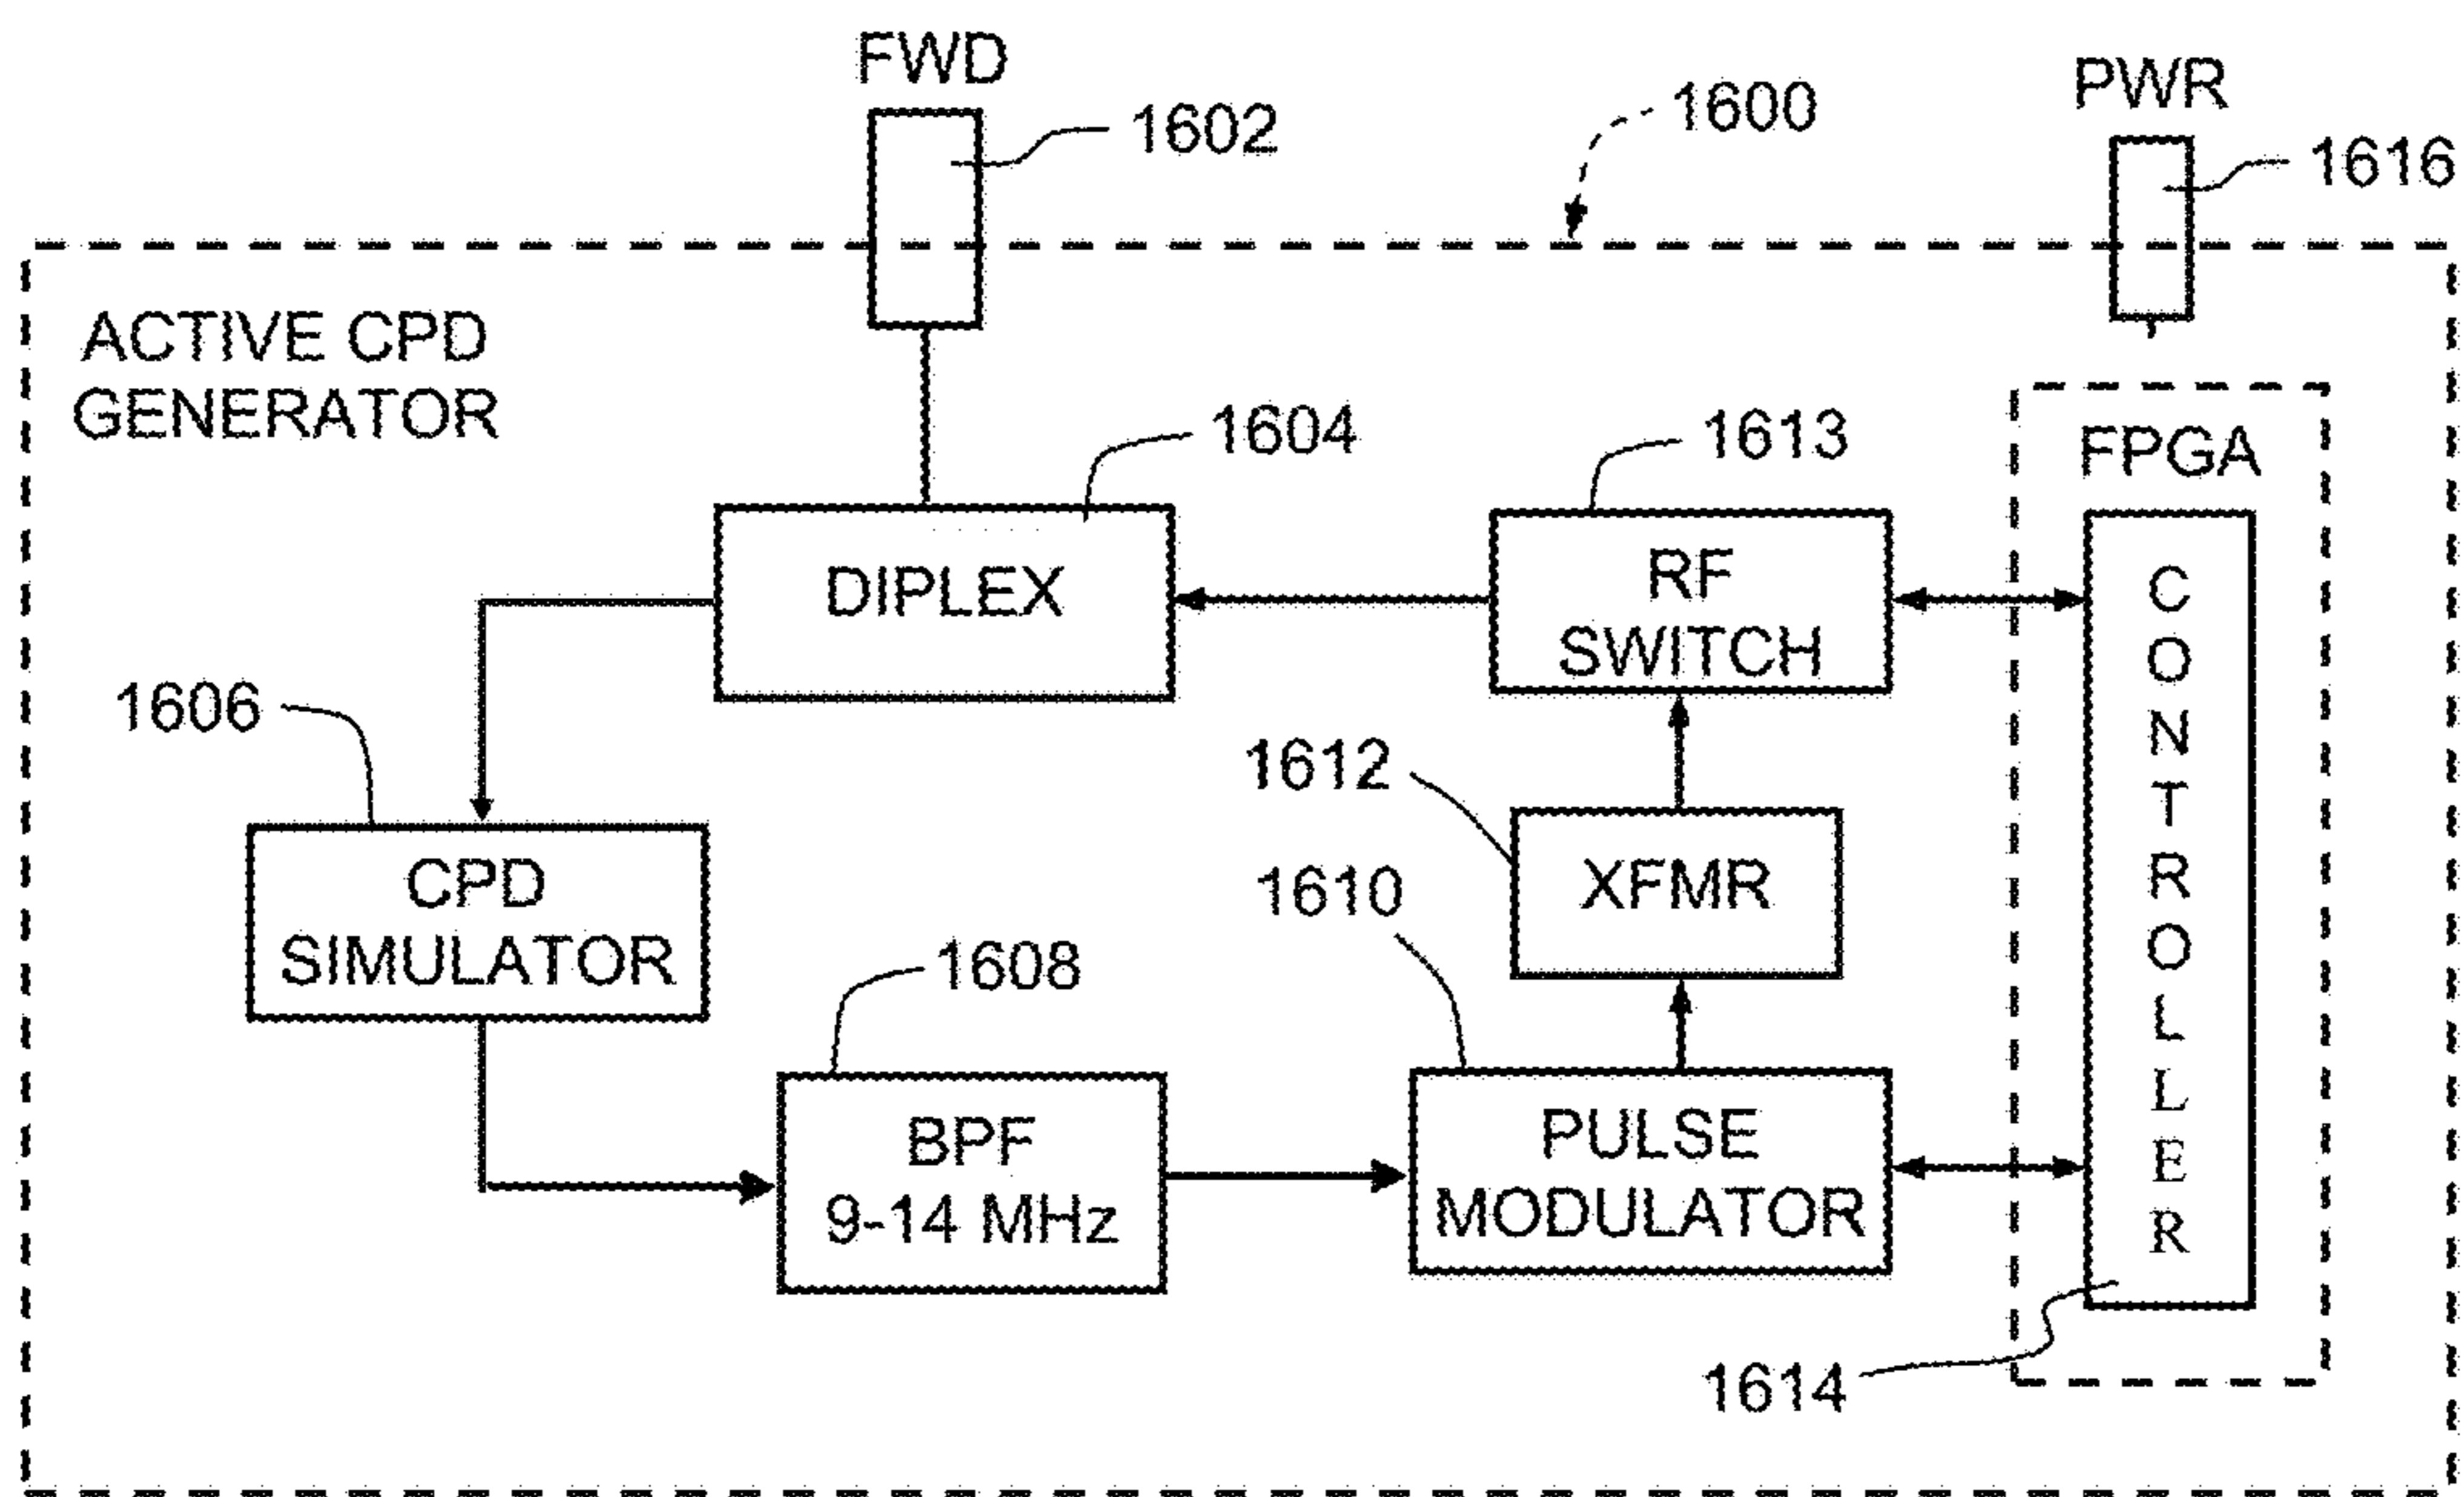 FWD
PWR
1602
1600
1616
ACTIVE CPD
GENERATOR
1604
1613
FPGA
DIPLEX
RF
SWITCH
CONTROLLER
1606
1612
CPD
SIMULATOR
XFMR
1610
1608
BPF
9-14 MHz
PULSE
MODULATOR
1614